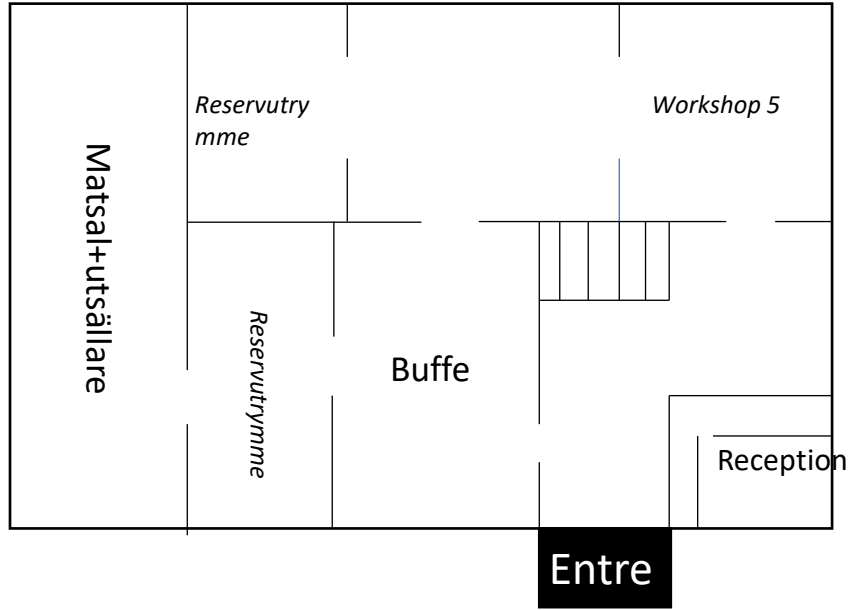 Reservutry
mme
Workshop 5
Matsal+utsällare
Reservutrymme
Buffe
Reception
Entre